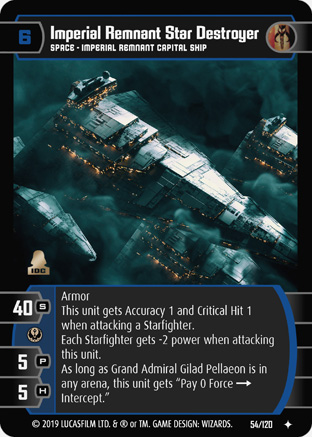 6
Imperial Remnant Star Destroyer
SPACE - IMPERIAL REMNANT CAPITAL SHIP
IDC
40 S
5 P
5 H
Armor
This unit gets Accuracy 1 and Critical Hit 1
when attacking a Starfighter.
Each Starfighter gets -2 power when attacking
this unit.
As long as Grand Admiral Gilad Pellaeon is in
any arena, this unit gets “Pay 0 Force →
Intercept.”
© 2019 LUCASFILM LTD. & ® or TM. GAME DESIGN: WIZARDS.
54/120